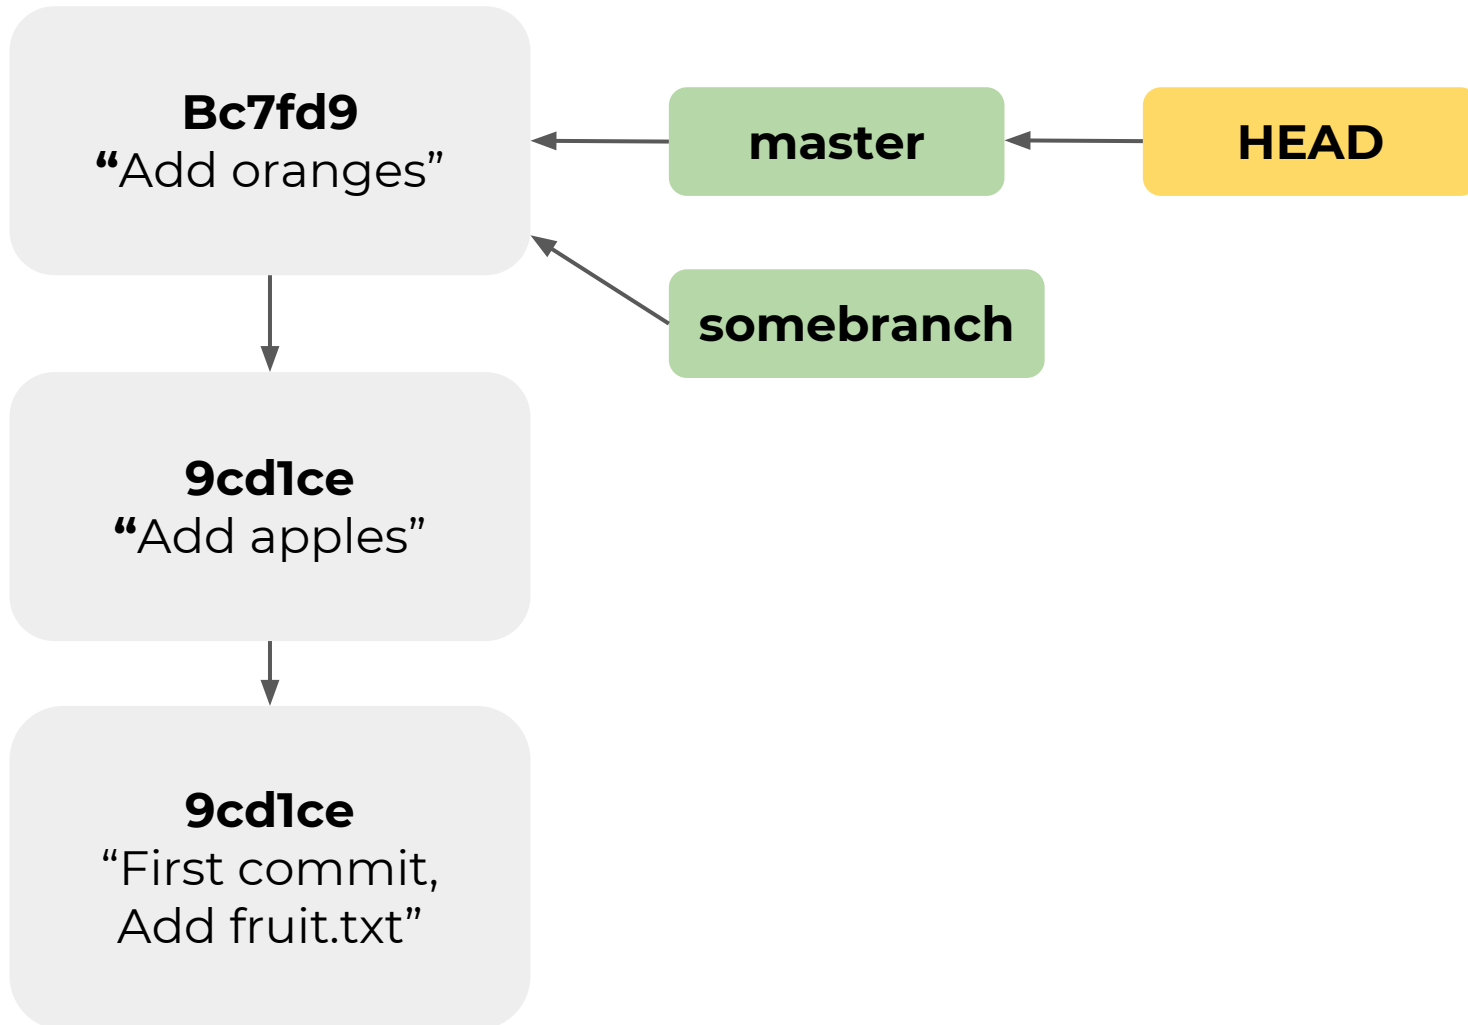 Bc7fd9
“Add oranges”
master
HEAD
somebranch
9cd1ce
“Add apples”
9cd1ce
“First commit,
Add fruit.txt”